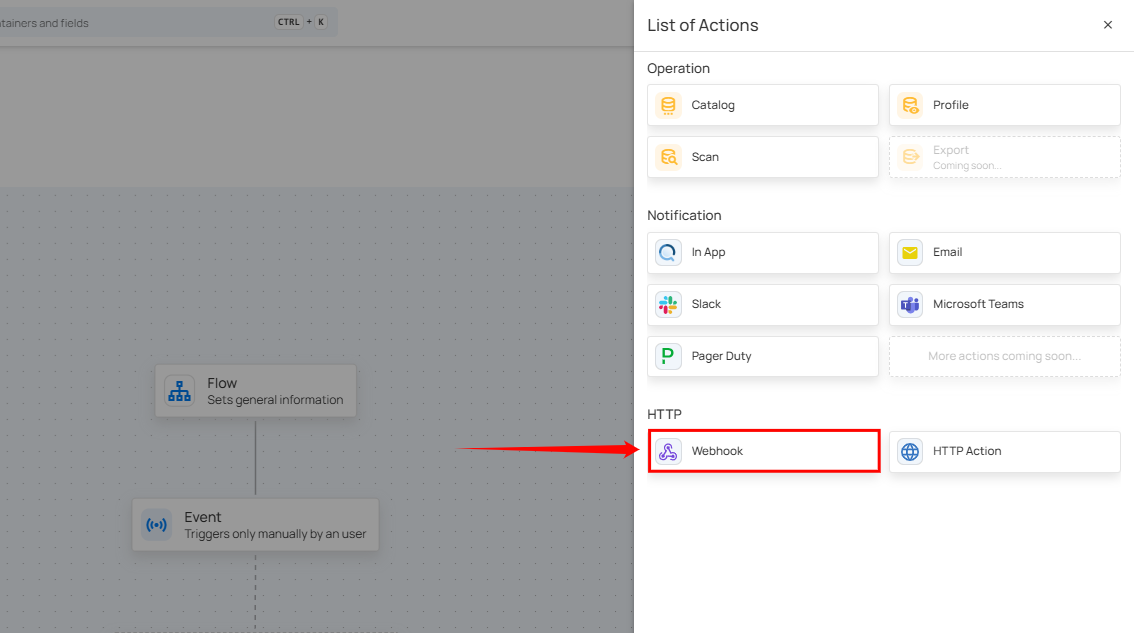 and fields
CTRL + K
List of Actions
Operation
Catalog
Profile
Scan
Export
Coming soon...
Notification
In App
Email
Slack
Microsoft Teams
Pager Duty
More actions coming soon...
HTTP
Webhook
HTTP Action
Flow
Sets general information
Event
Triggers only manually by an user